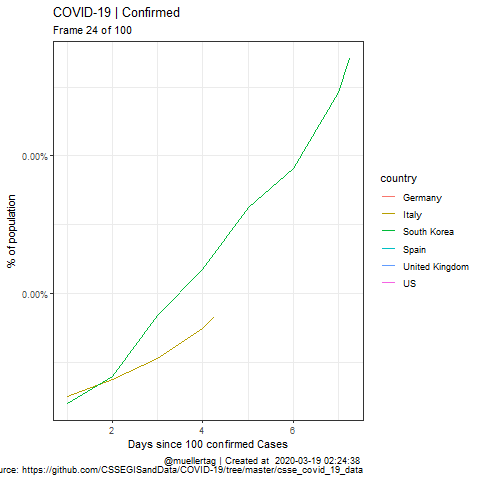 COVID-19 | Confirmed
Frame 24 of 100
0.00%
0.00%
% of population
2
4
6
Days since 100 confirmed Cases
country
Germany
Italy
South Korea
Spain
United Kingdom
US
@muellertag | Created at 2020-03-19 02:24:38
urce: https://github.com/CSSEGISandData/COVID-19/tree/master/csse_covid_19_data